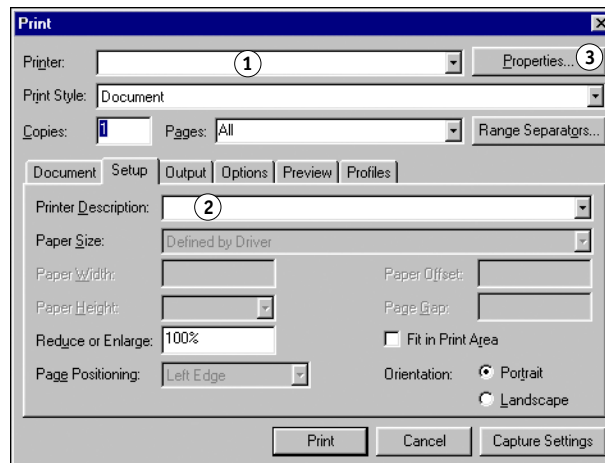 Print
Printer: 1 Properties... 3
Print Style: Document
Copies: 1 Pages: All Range Separators...
Document Setup Output Options Preview Profiles
Printer Description: 2
Paper Size: Defined by Driver
Paper Width: Paper Offset:
Paper Height: Page Gap:
Reduce or Enlarge: 100% Fit in Print Area
Page Positioning: Left Edge Orientation: Portrait
Landscape
Print Cancel Capture Settings